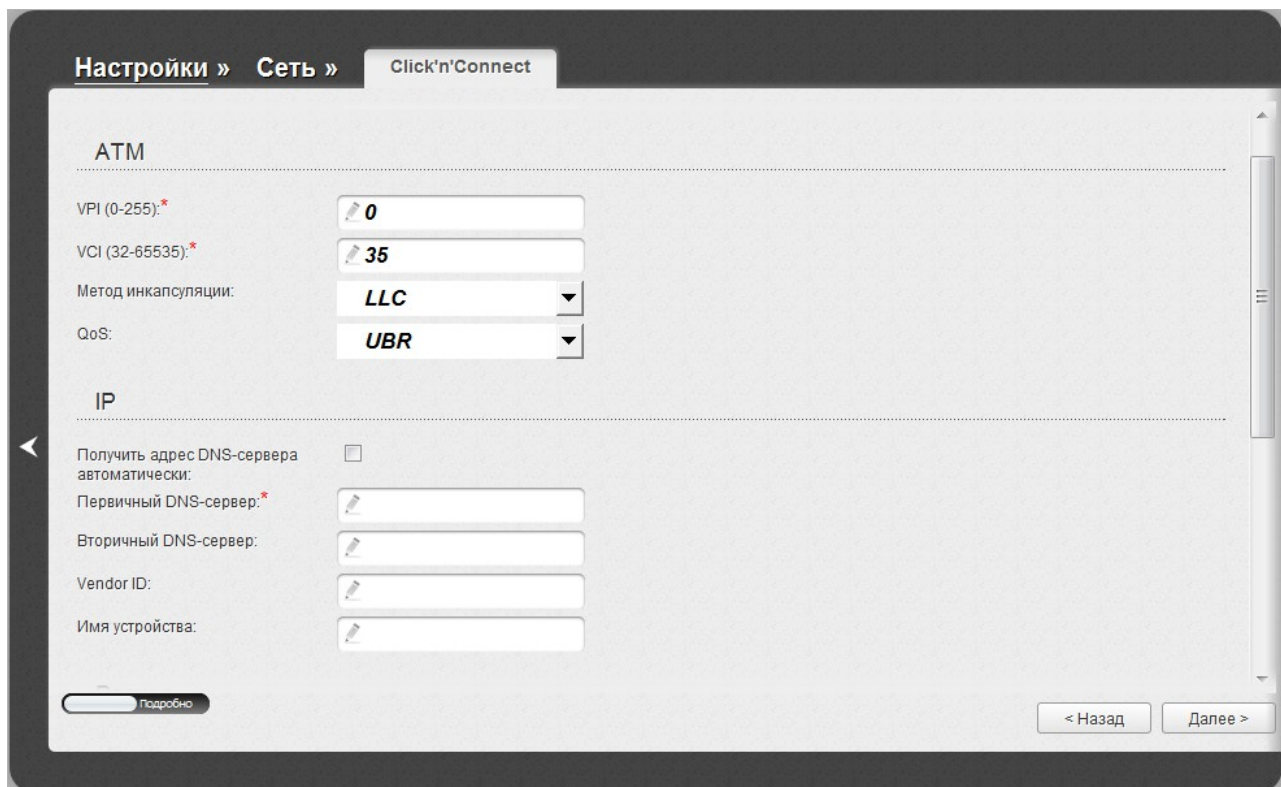 Настройки » Сеть » Click'n'Connect
ATM
VPI (0-255):* 0
VCI (32-65535):* 35
Метод инкапсуляции: LLC
QoS: UBR
IP
Получить адрес DNS-сервера
автоматически:
Первичный DNS-сервер:*
Вторичный DNS-сервер:
Vendor ID:
Имя устройства:
Подробно
< Назад Далее >